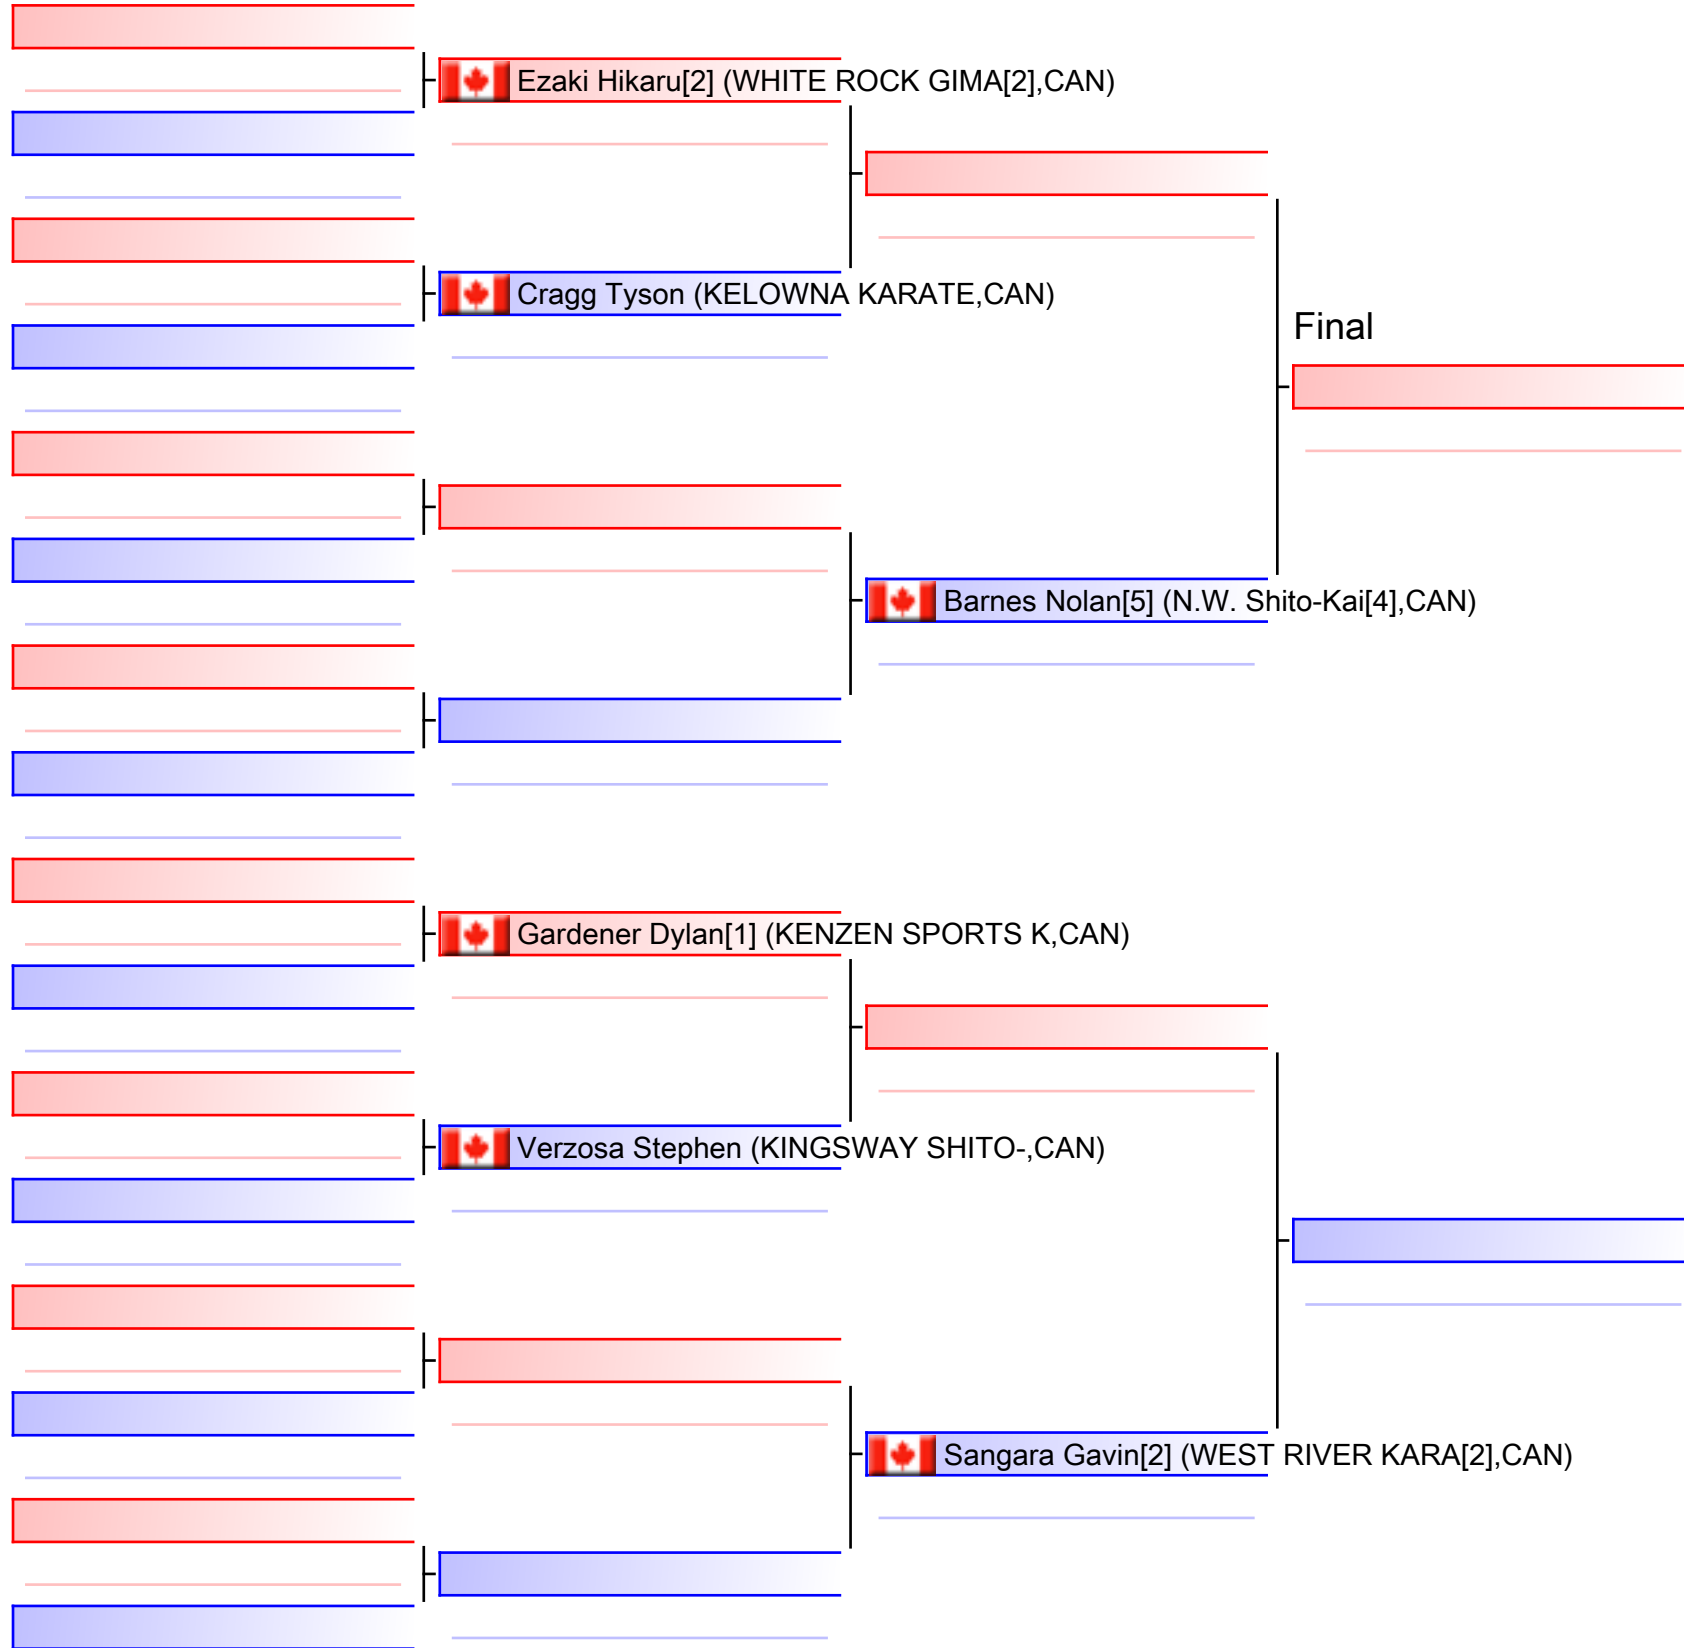 Ezaki Hikaru[2] (WHITE ROCK GIMA[2],CAN)
Cragg Tyson (KELOWNA KARATE,CAN)
Final
Barnes Nolan[5] (N.W. Shito-Kai[4],CAN)
Gardener Dylan[1] (KENZEN SPORTS K,CAN)
Verzosa Stephen (KINGSWAY SHITO-,CAN)
Sangara Gavin[2] (WEST RIVER KARA[2],CAN)